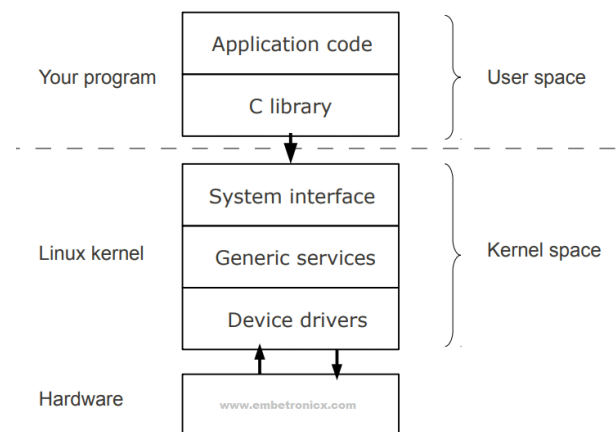 Application code
Your program
User space
C library
System interface
Linux kernel
Generic services
Kernel space
Device drivers
Hardware
www.embetronicx.com